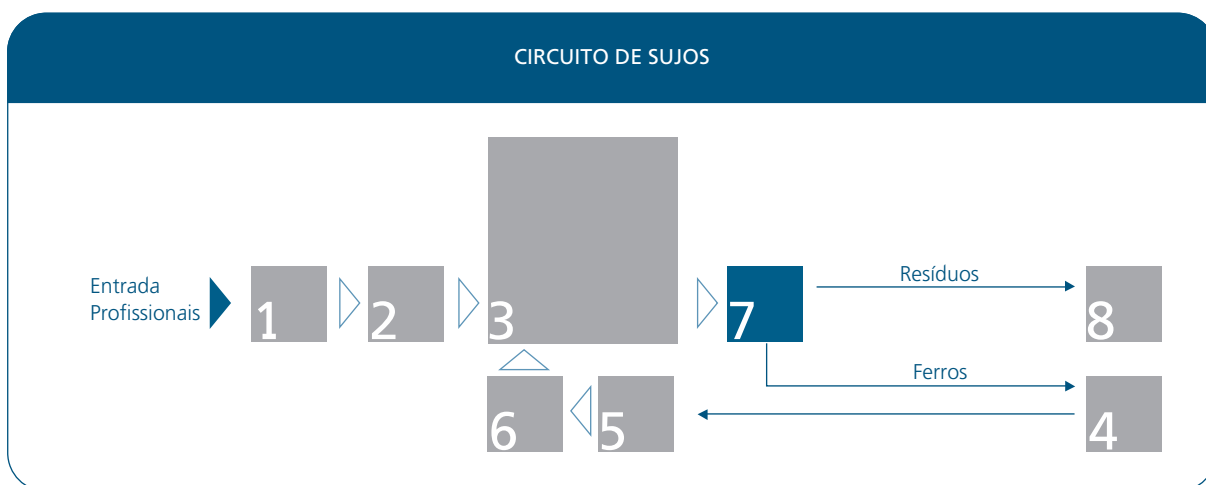 CIRCUITO DE SUJOS
Entrada
Profissionais
1
2
3
7
Resíduos
8
Ferros
6
5
4